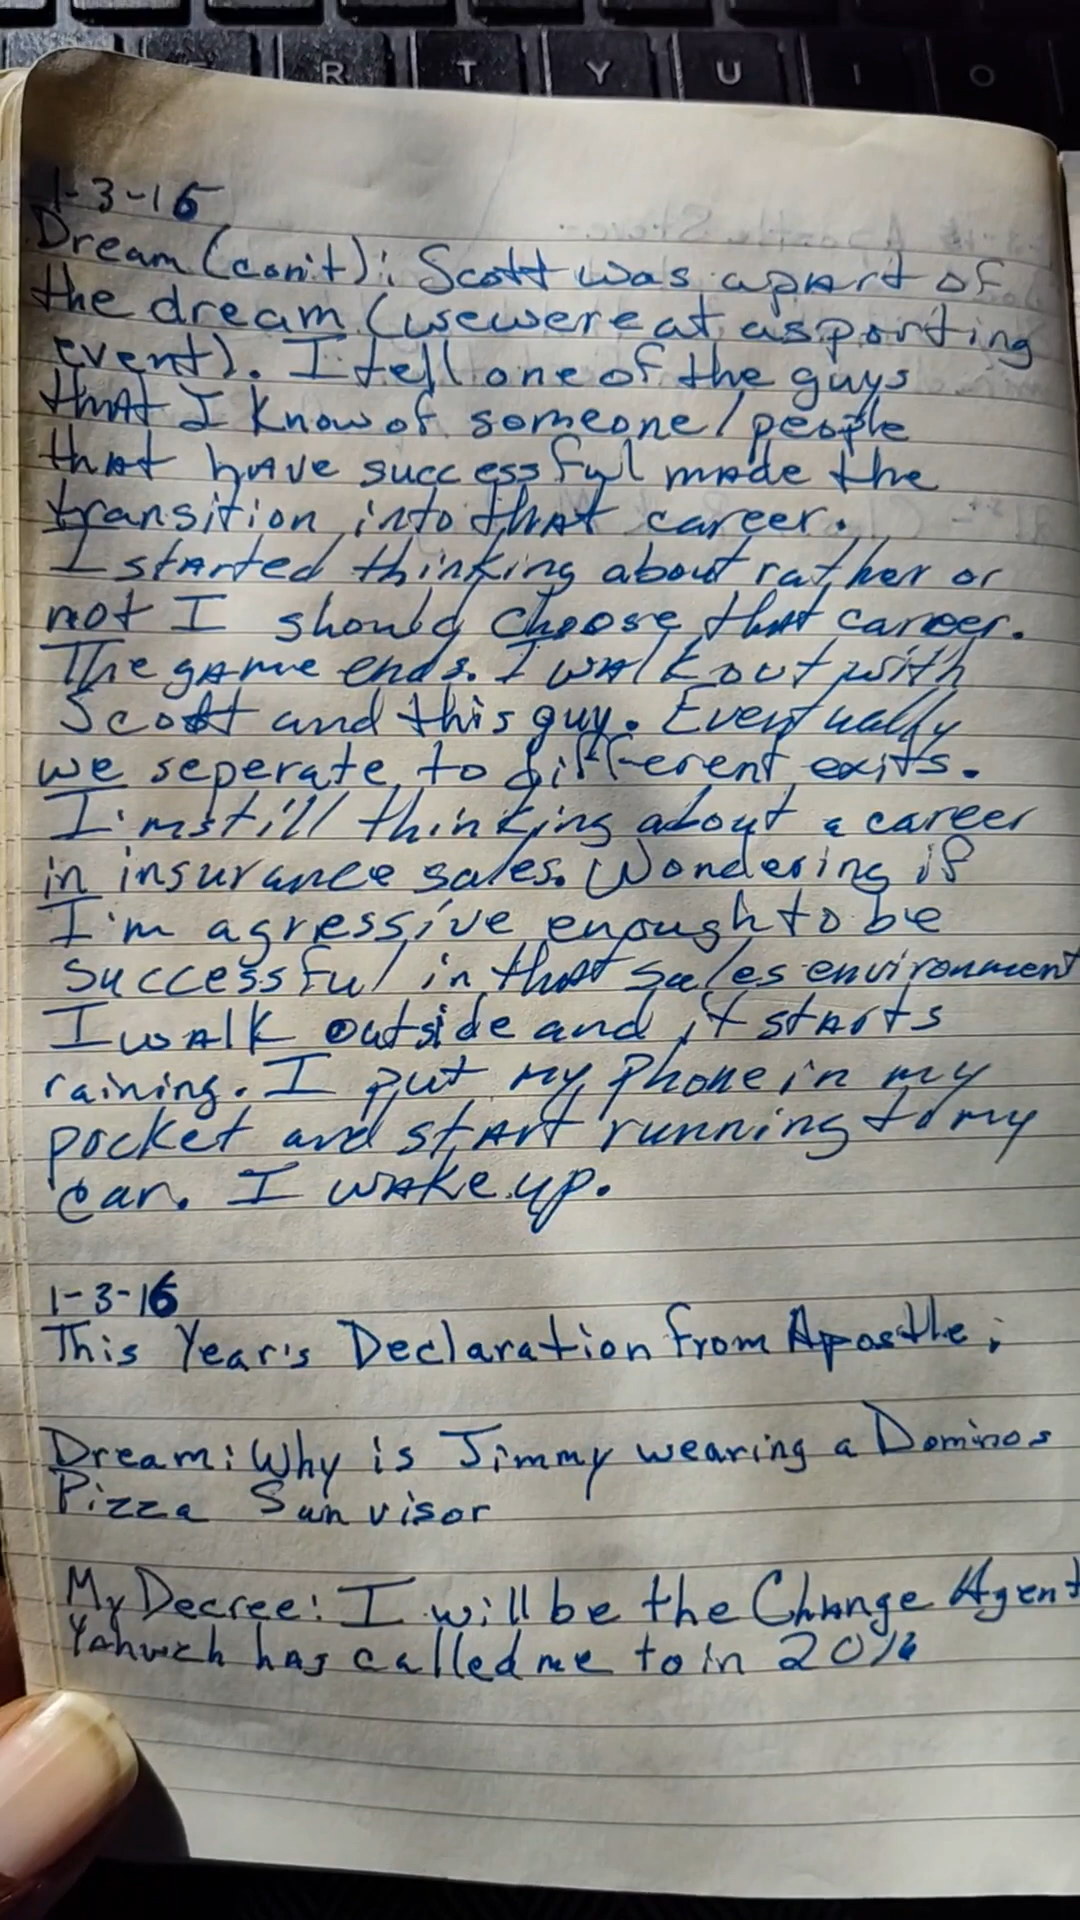 R T Y U I O
1-3-16
Dream (con't): Scott was apart of
the dream (we were at a sporting
event). I tell one of the guys
that I know of someone/people
that have successful made the
transition into that career.
I started thinking about rather or
not I should choose that career.
The game ends. I walk out with
Scott and this guy. Eventually
we seperate to different exits.
I'm still thinking about a career
in insurance sales. Wondering if
I'm agressive enough to be
successful in that sales environment
I walk outside and it starts
raining. I put my phone in my
pocket and start running to my
car. I wake up.
1-3-16
This Year's Declaration from Apostle:
Dream: Why is Jimmy wearing a Dominos
Pizza Sun visor
My Decree: I will be the Change Agent
Yahweh has called me to in 2016